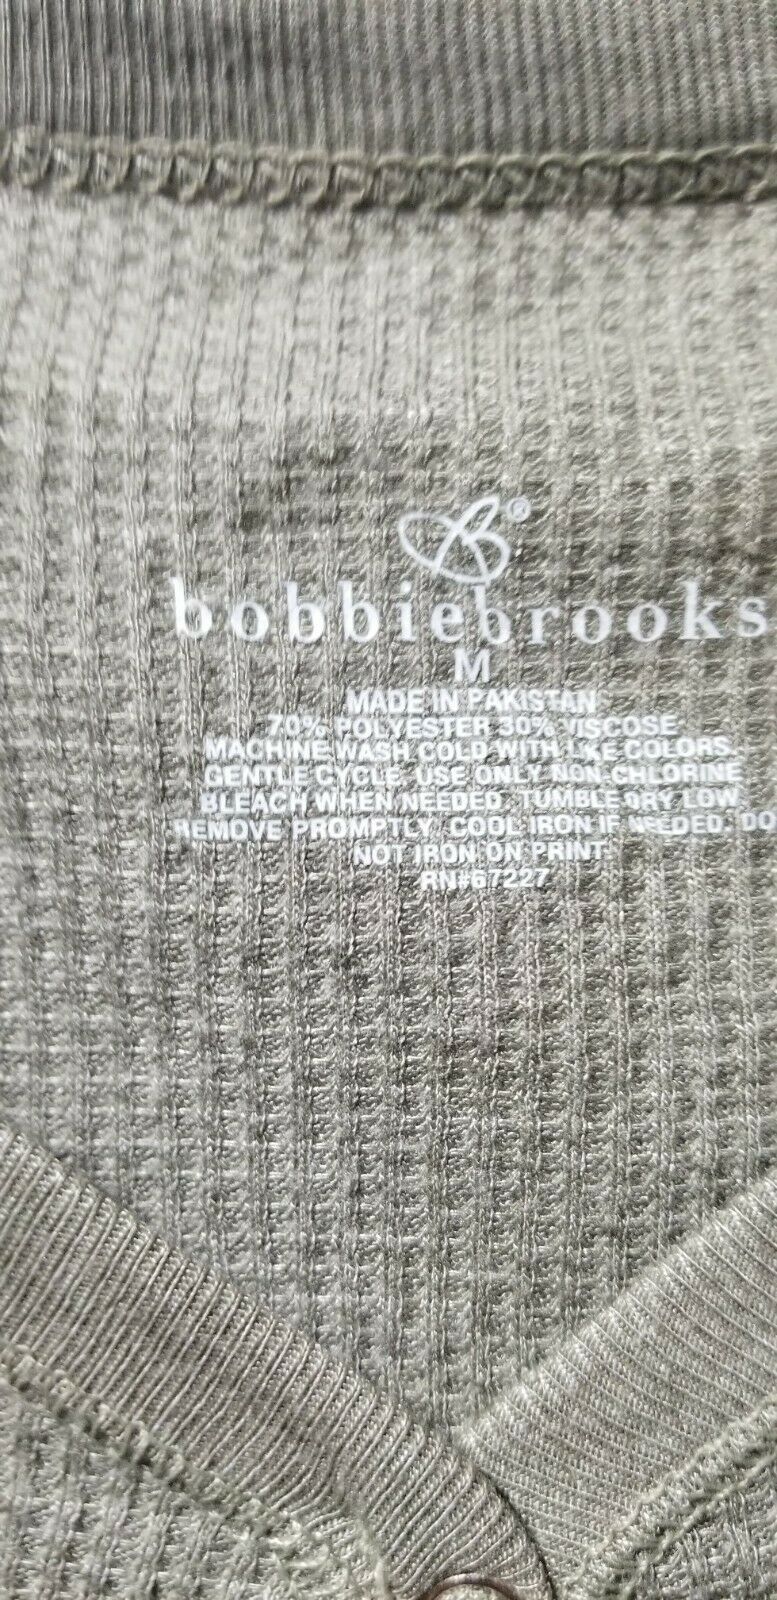 ®
bobbiebrooks
M
MADE IN PAKISTAN
70% POLYESTER 30% VISCOSE
MACHINE WASH COLD WITH LIKE COLORS.
GENTLE CYCLE. USE ONLY NON-CHLORINE
BLEACH WHEN NEEDED. TUMBLE DRY LOW.
REMOVE PROMPTLY. COOL IRON IF NEEDED. DO
NOT IRON ON PRINT
RN#67227